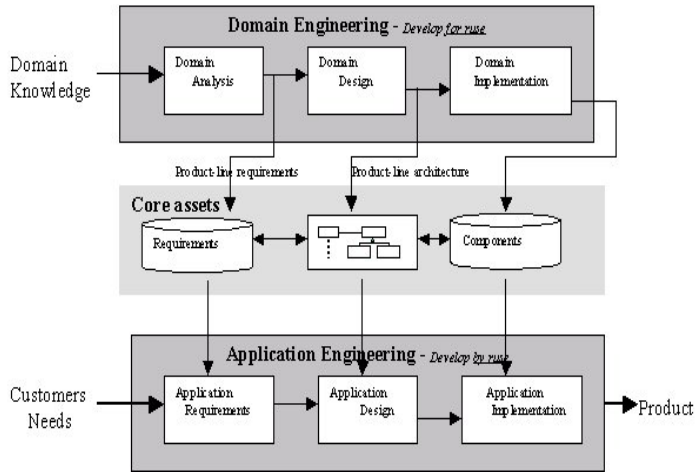 Domain Engineering - Develop for ruse
Domain
Knowledge
Domain
Analysis
Domain
Design
Domain
Implementation
Product-line requirements
Product-line architecture
Core assets
Requirements
Components
Application Engineering - Develop by ruse
Customers
Needs
Application
Requirements
Application
Design
Application
Implementation
Product